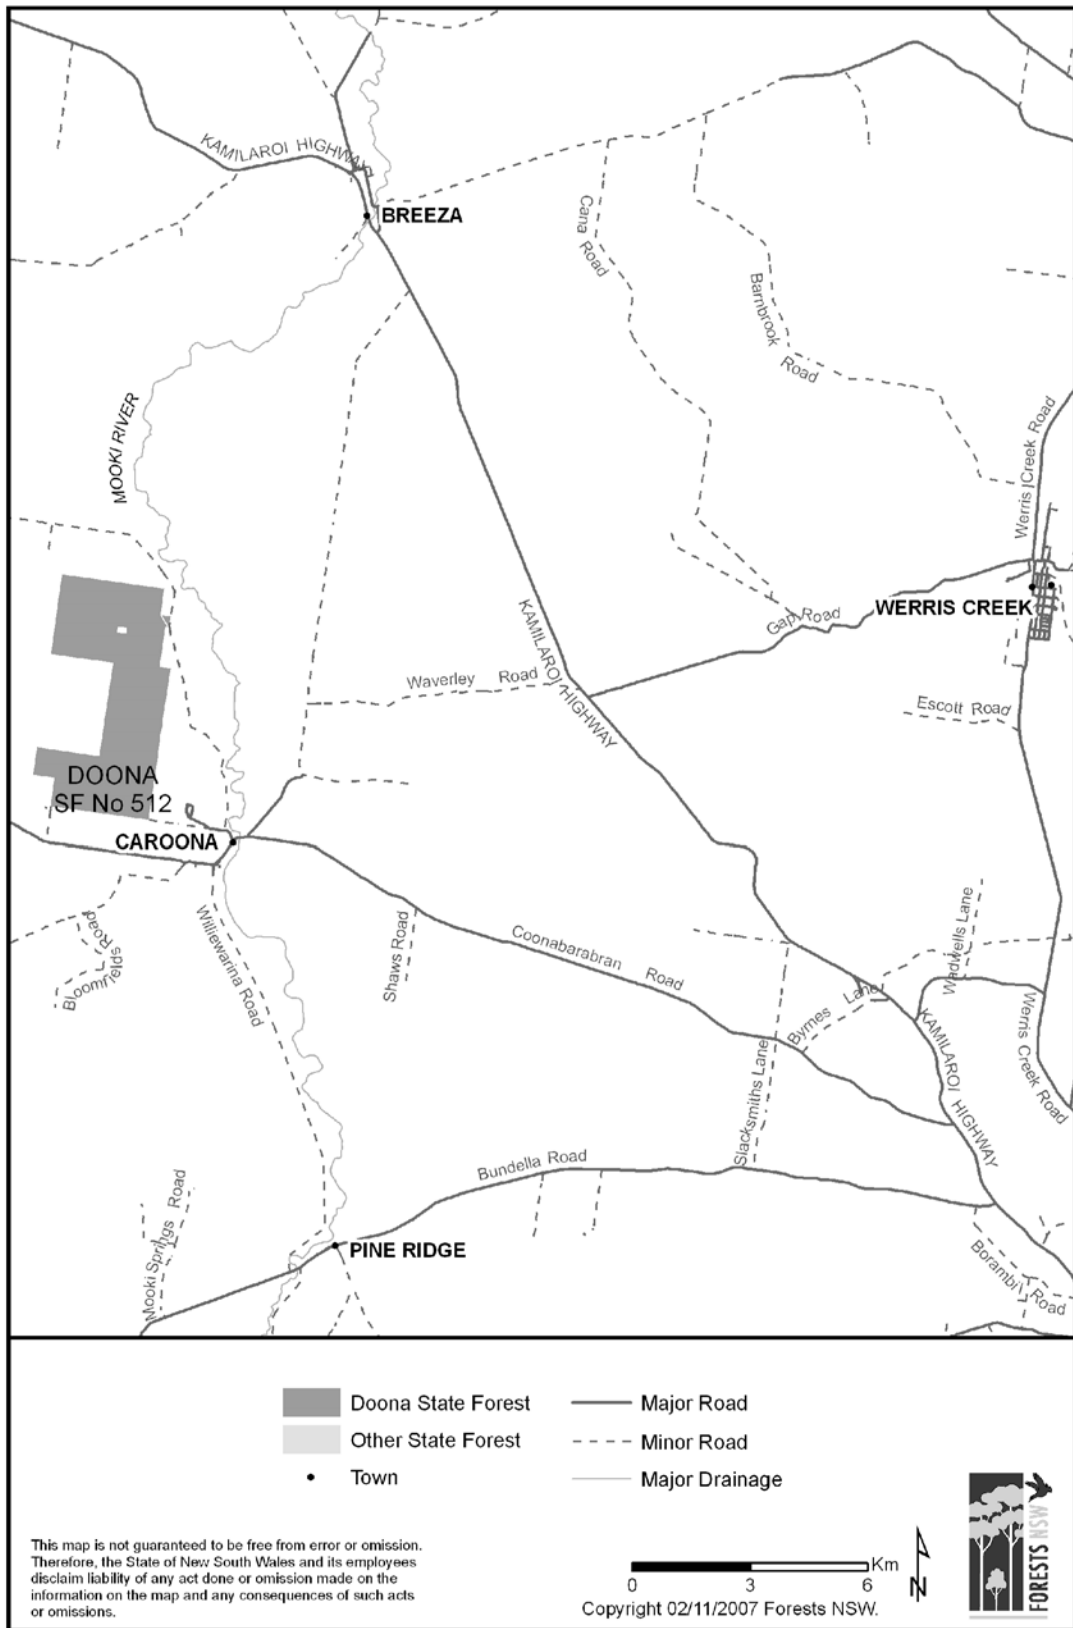 KAMILAROI HIGHWAY
BREEZA
Cana Road
Barnbrook Road
MOOKI RIVER
Werris Creek Road
KAMILAROI HIGHWAY
Gap Road
WERRIS CREEK
Waverley Road
Escott Road
DOONA
SF No 512
CAROONA
Bloomfields Road
Williewarina Road
Shaws Road
Coonabarabran Road
Wadwells Lane
Byrnes Lane
Slacksmiths Lane
KAMILAROI HIGHWAY
Werris Creek Road
Bundella Road
Mooki Springs Road
PINE RIDGE
Borambil Road
Doona State Forest
Major Road
Other State Forest
Minor Road
Town
Major Drainage
This map is not guaranteed to be free from error or omission.
Therefore, the State of New South Wales and its employees
disclaim liability of any act done or omission made on the
information on the map and any consequences of such acts
or omissions.
Km
0 3 6
N
Copyright 02/11/2007 Forests NSW.
FORESTS NSW